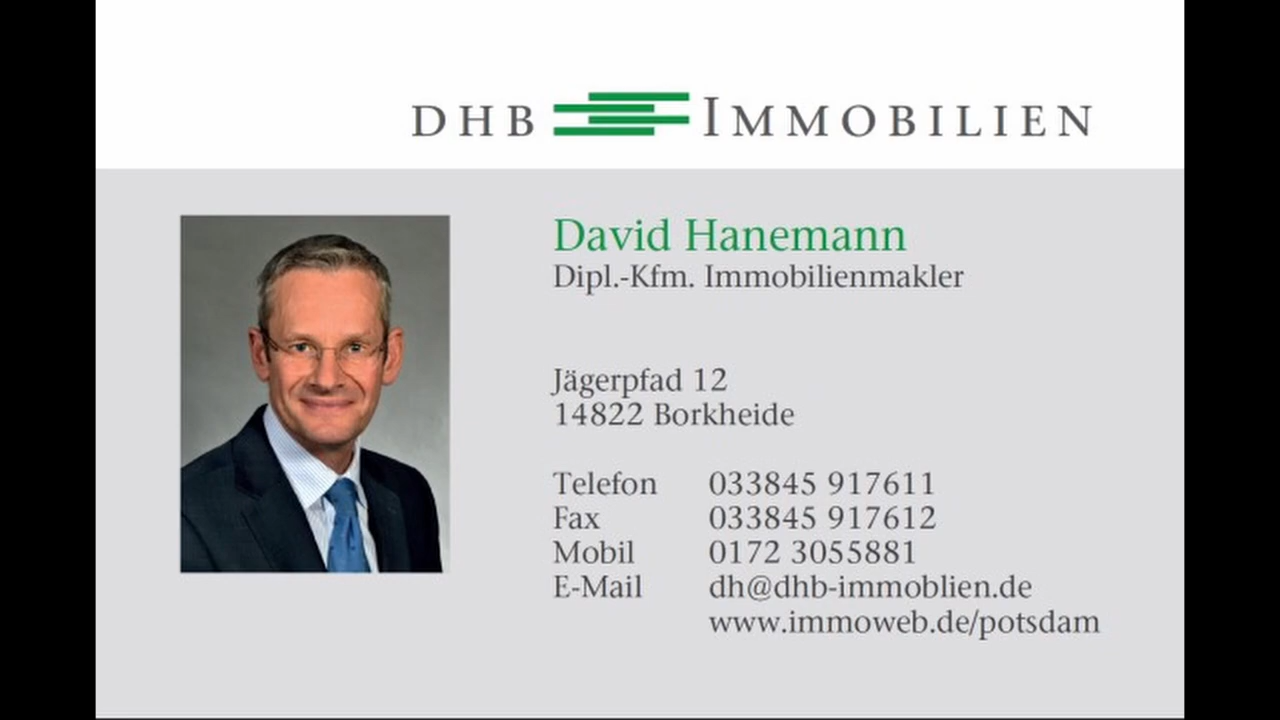 DHB IMMOBILIEN
David Hanemann
Dipl.-Kfm. Immobilienmakler
Jägerpfad 12
14822 Borkheide
Telefon 033845 917611
Fax 033845 917612
Mobil 0172 3055881
E-Mail dh@dhb-immoblien.de
www.immoweb.de/potsdam